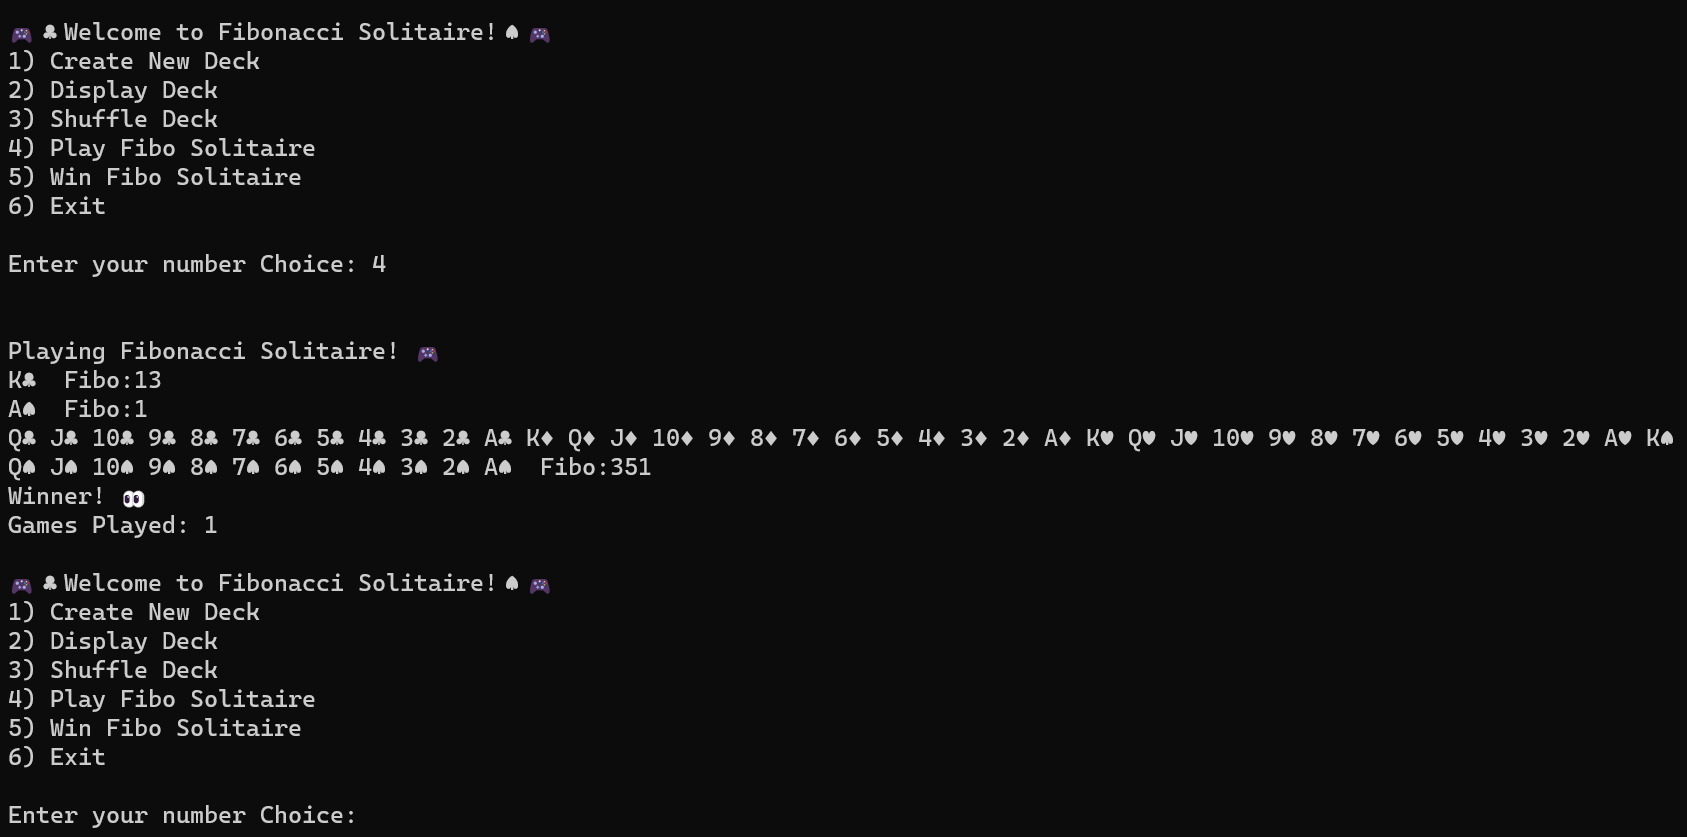 🎮 ♣Welcome to Fibonacci Solitaire!♠ 🎮
1) Create New Deck
2) Display Deck
3) Shuffle Deck
4) Play Fibo Solitaire
5) Win Fibo Solitaire
6) Exit
Enter your number Choice: 4
Playing Fibonacci Solitaire! 🎮
K♣  Fibo:13
A♠  Fibo:1
Q♣ J♣ 10♣ 9♣ 8♣ 7♣ 6♣ 5♣ 4♣ 3♣ 2♣ A♣ K♦ Q♦ J♦ 10♦ 9♦ 8♦ 7♦ 6♦ 5♦ 4♦ 3♦ 2♦ A♦ K♥ Q♥ J♥ 10♥ 9♥ 8♥ 7♥ 6♥ 5♥ 4♥ 3♥ 2♥ A♥ K♠
Q♠ J♠ 10♠ 9♠ 8♠ 7♠ 6♠ 5♠ 4♠ 3♠ 2♠ A♠  Fibo:351
Winner! 👀
Games Played: 1
🎮 ♣Welcome to Fibonacci Solitaire!♠ 🎮
1) Create New Deck
2) Display Deck
3) Shuffle Deck
4) Play Fibo Solitaire
5) Win Fibo Solitaire
6) Exit
Enter your number Choice: